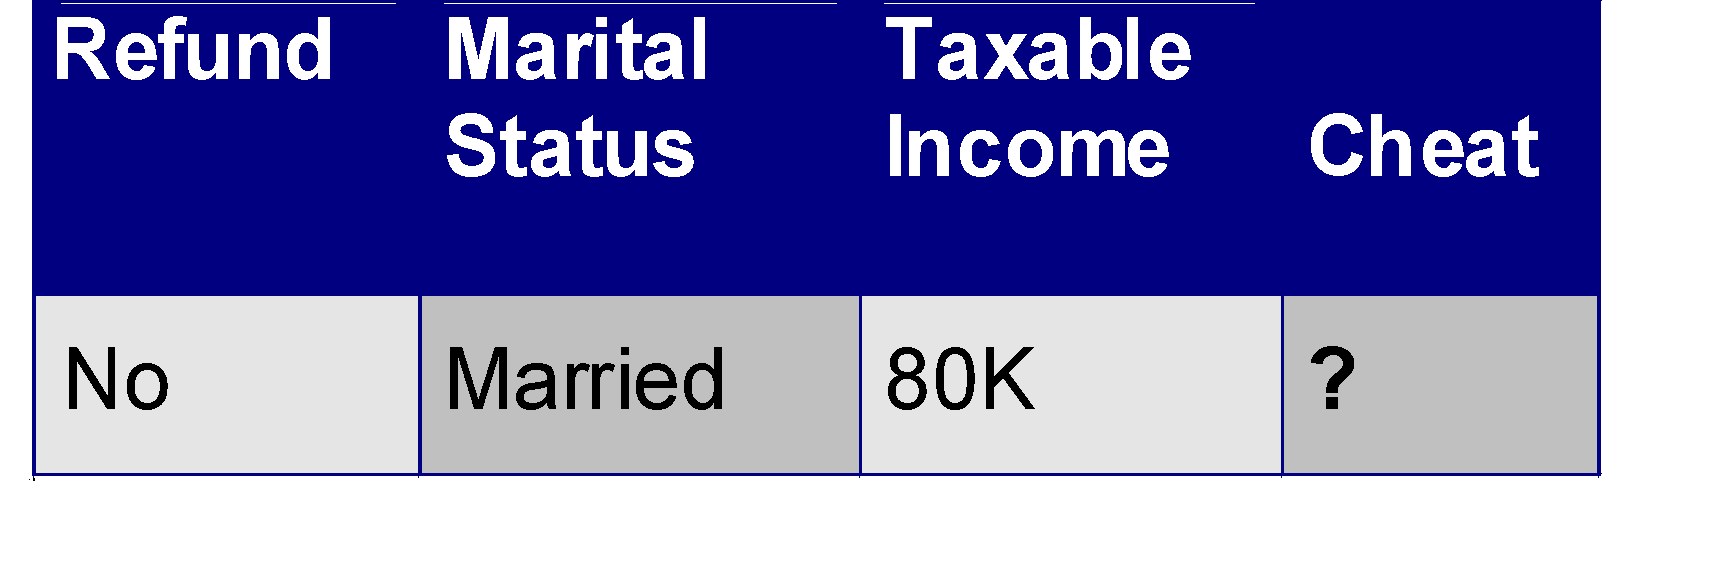 Refund
Marital
Status
Taxable
Income
Cheat
No
Married
80K
?